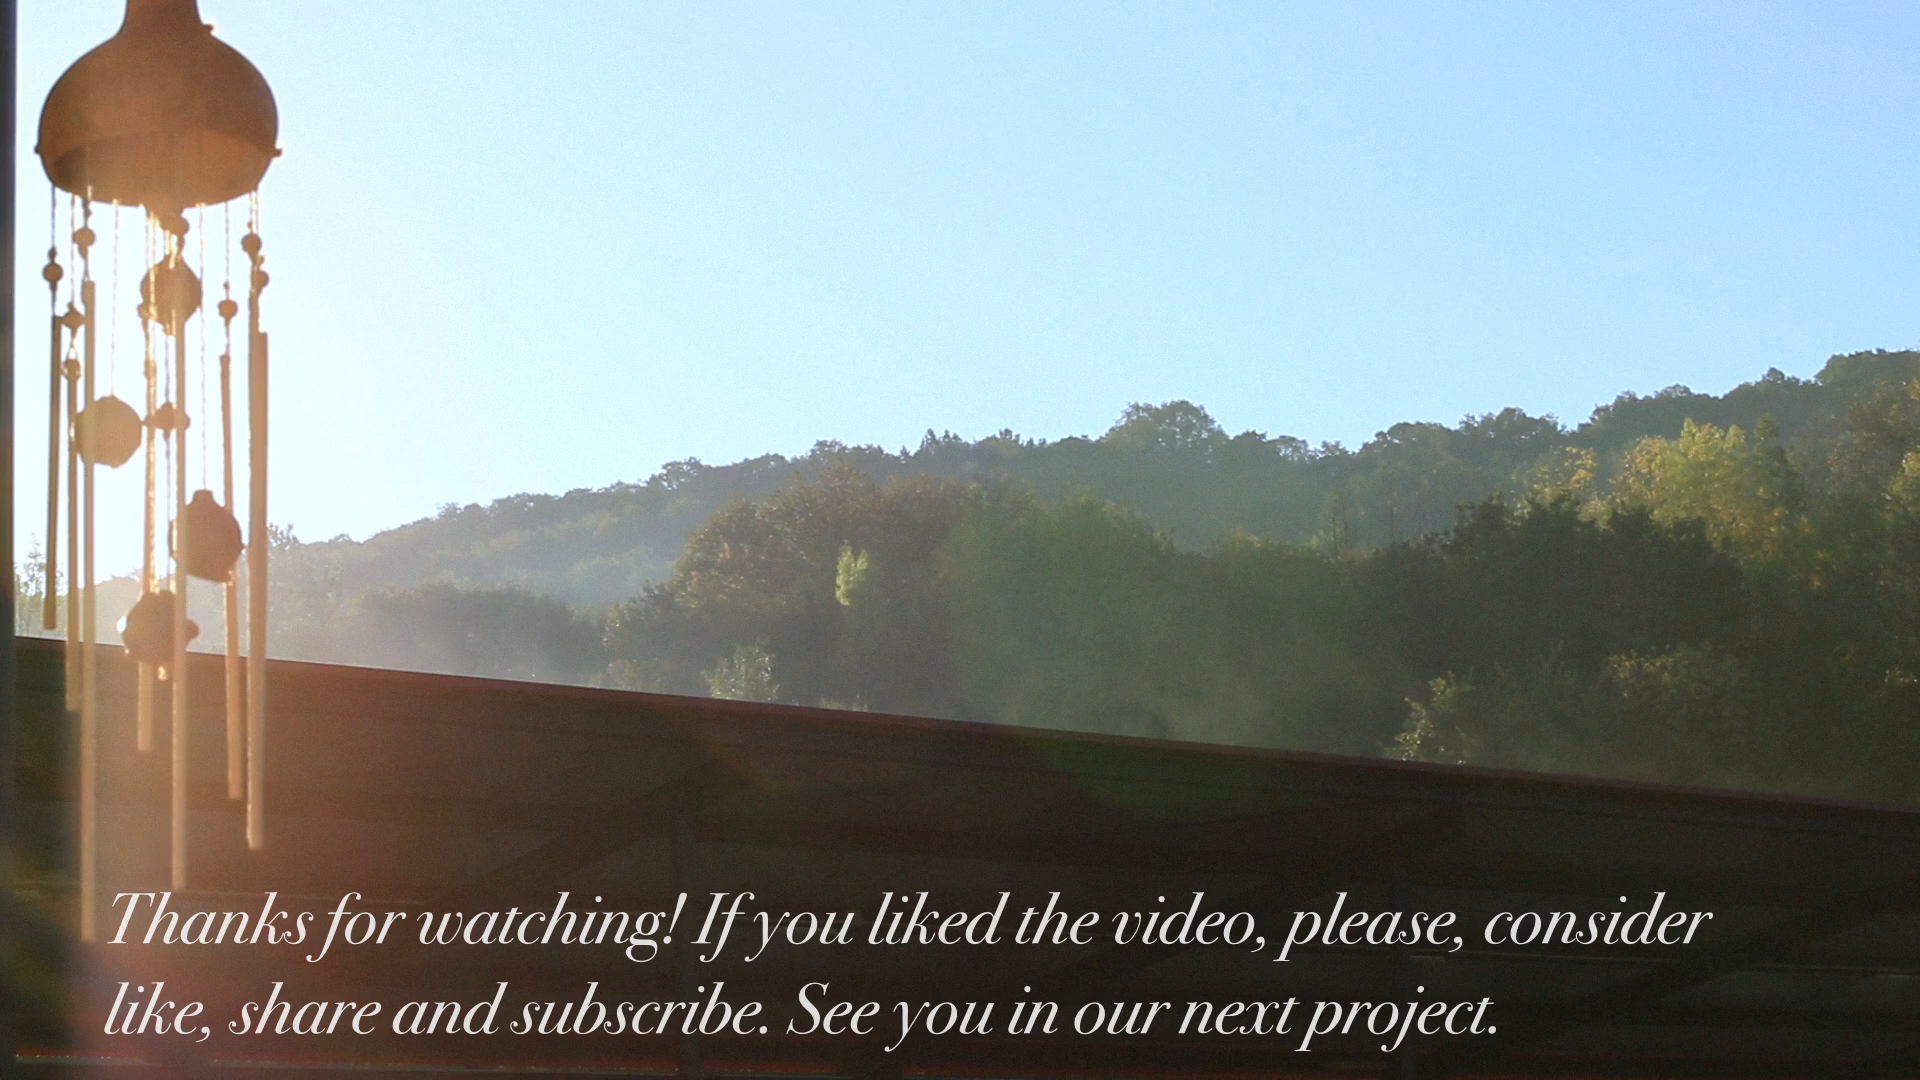 Thanks for watching! If you liked the video, please, consider
like, share and subscribe. See you in our next project.